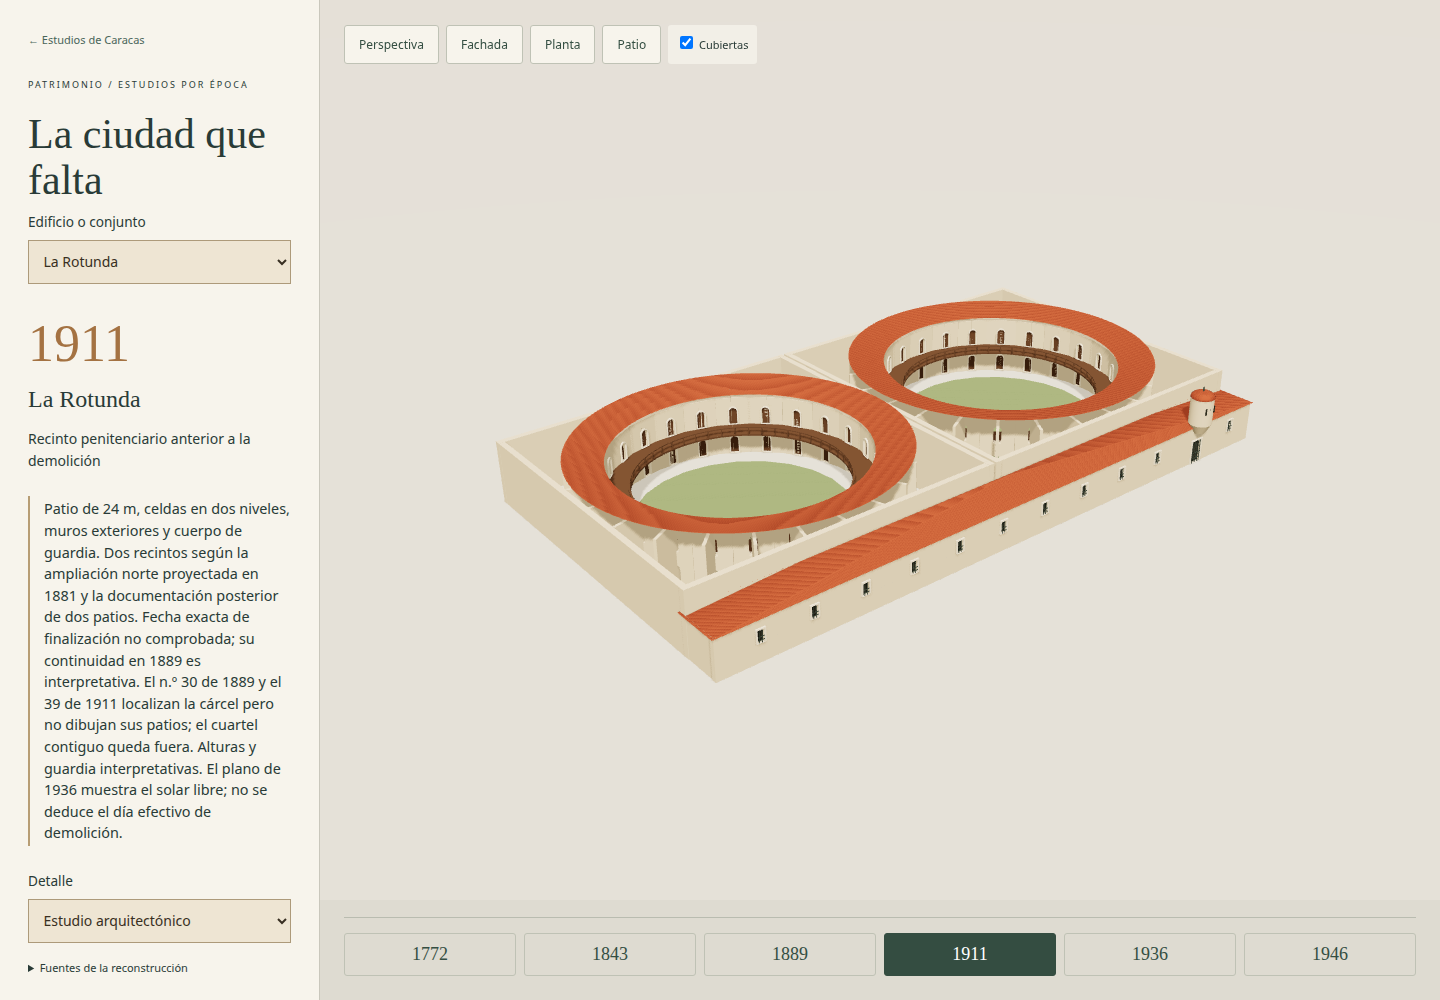 ← Estudios de Caracas
PATRIMONIO / ESTUDIOS POR ÉPOCA
La ciudad que
falta
Edificio o conjunto
La Rotunda
1911
La Rotunda
Recinto penitenciario anterior a la
demolición
Patio de 24 m, celdas en dos niveles,
muros exteriores y cuerpo de
guardia. Dos recintos según la
ampliación norte proyectada en
1881 y la documentación posterior
de dos patios. Fecha exacta de
finalización no comprobada; su
continuidad en 1889 es
interpretativa. El n.º 30 de 1889 y el
39 de 1911 localizan la cárcel pero
no dibujan sus patios; el cuartel
contiguo queda fuera. Alturas y
guardia interpretativas. El plano de
1936 muestra el solar libre; no se
deduce el día efectivo de
demolición.
Detalle
Estudio arquitectónico
Fuentes de la reconstrucción
Perspectiva
Fachada
Planta
Patio
Cubiertas
1772
1843
1889
1911
1936
1946